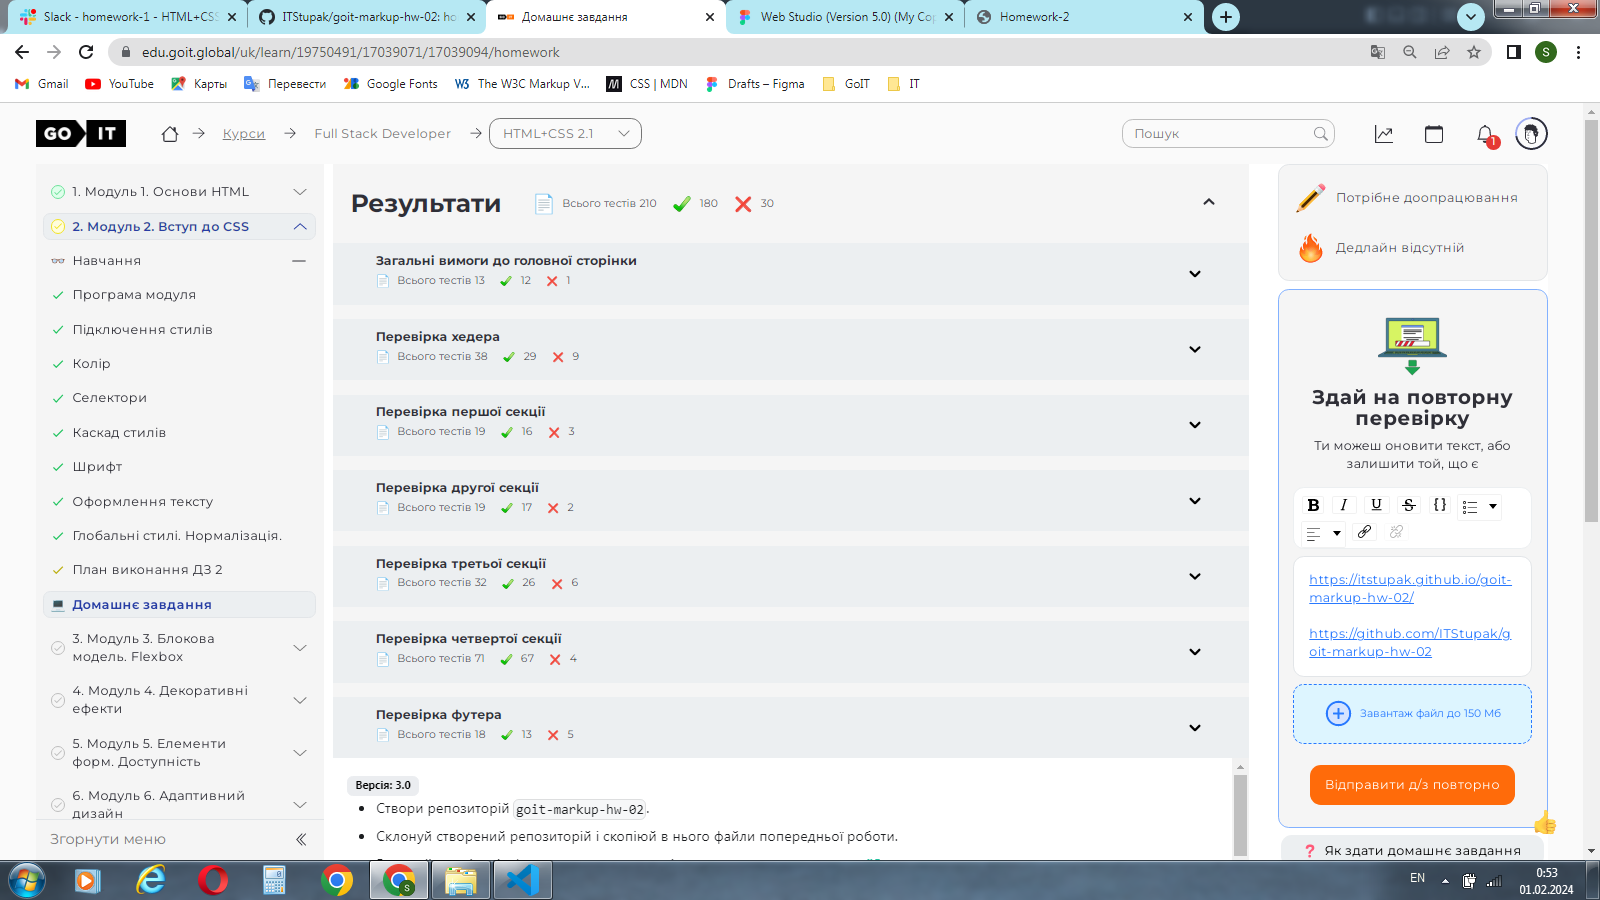 Slack - homework-1 - HTML+CSS
ITStupak/goit-markup-hw-02: ho
Домашнє завдання
Web Studio (Version 5.0) (My Cop
Homework-2
edu.goit.global/uk/learn/19750491/17039071/17039094/homework
S
Gmail
YouTube
Карты
Перевести
Google Fonts
The W3C Markup V...
CSS | MDN
Drafts – Figma
GoIT
IT
GO IT
Курси
Full Stack Developer
HTML+CSS 2.1
Пошук
1
1. Модуль 1. Основи HTML
2. Модуль 2. Вступ до CSS
Навчання
Програма модуля
Підключення стилів
Колір
Селектори
Каскад стилів
Шрифт
Оформлення тексту
Глобальні стилі. Нормалізація.
План виконання ДЗ 2
Домашнє завдання
3. Модуль 3. Блокова
модель. Flexbox
4. Модуль 4. Декоративні
ефекти
5. Модуль 5. Елементи
форм. Доступність
6. Модуль 6. Адаптивний
дизайн
Згорнути меню
Результати
Всього тестів 210
180
30
Загальні вимоги до головної сторінки
Всього тестів 13 12 1
Перевірка хедера
Всього тестів 38 29 9
Перевірка першої секції
Всього тестів 19 16 3
Перевірка другої секції
Всього тестів 19 17 2
Перевірка третьої секції
Всього тестів 32 26 6
Перевірка четвертої секції
Всього тестів 71 67 4
Перевірка футера
Всього тестів 18 13 5
Версія: 3.0
Створи репозиторій goit-markup-hw-02.
Склонуй створений репозиторій і скопіюй в нього файли попередньої роботи.
Потрібне доопрацювання
Дедлайн відсутній
Здай на повторну
перевірку
Ти можеш оновити текст, або
залишити той, що є
B I U S {}
https://itstupak.github.io/goit-
markup-hw-02/
https://github.com/ITStupak/g
oit-markup-hw-02
Завантаж файл до 150 Мб
Відправити д/з повторно
Як здати домашнє завдання
EN
0:53
01.02.2024